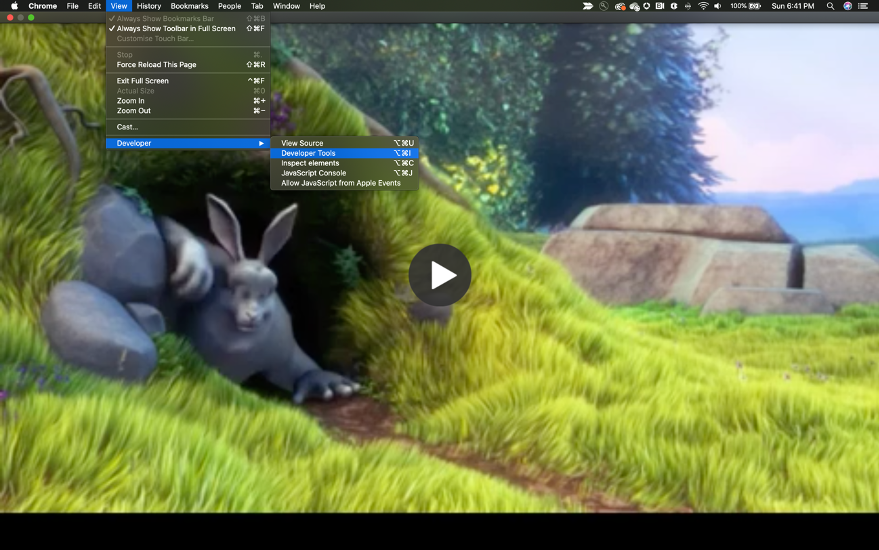 Chrome File Edit View History Bookmarks People Tab Window Help 100% Sun 6:41 PM
✓ Always Show Bookmarks Bar ⇧⌘B
✓ Always Show Toolbar in Full Screen ⇧⌘F
Customise Touch Bar...
Stop ⌘.
Force Reload This Page ⇧⌘R
Exit Full Screen ^⌘F
Actual Size ⌘0
Zoom In ⌘+
Zoom Out ⌘−
Cast...
Developer ▶
View Source ⌥⌘U
Developer Tools ⌥⌘I
Inspect elements ⌥⌘C
JavaScript Console ⌥⌘J
Allow JavaScript from Apple Events